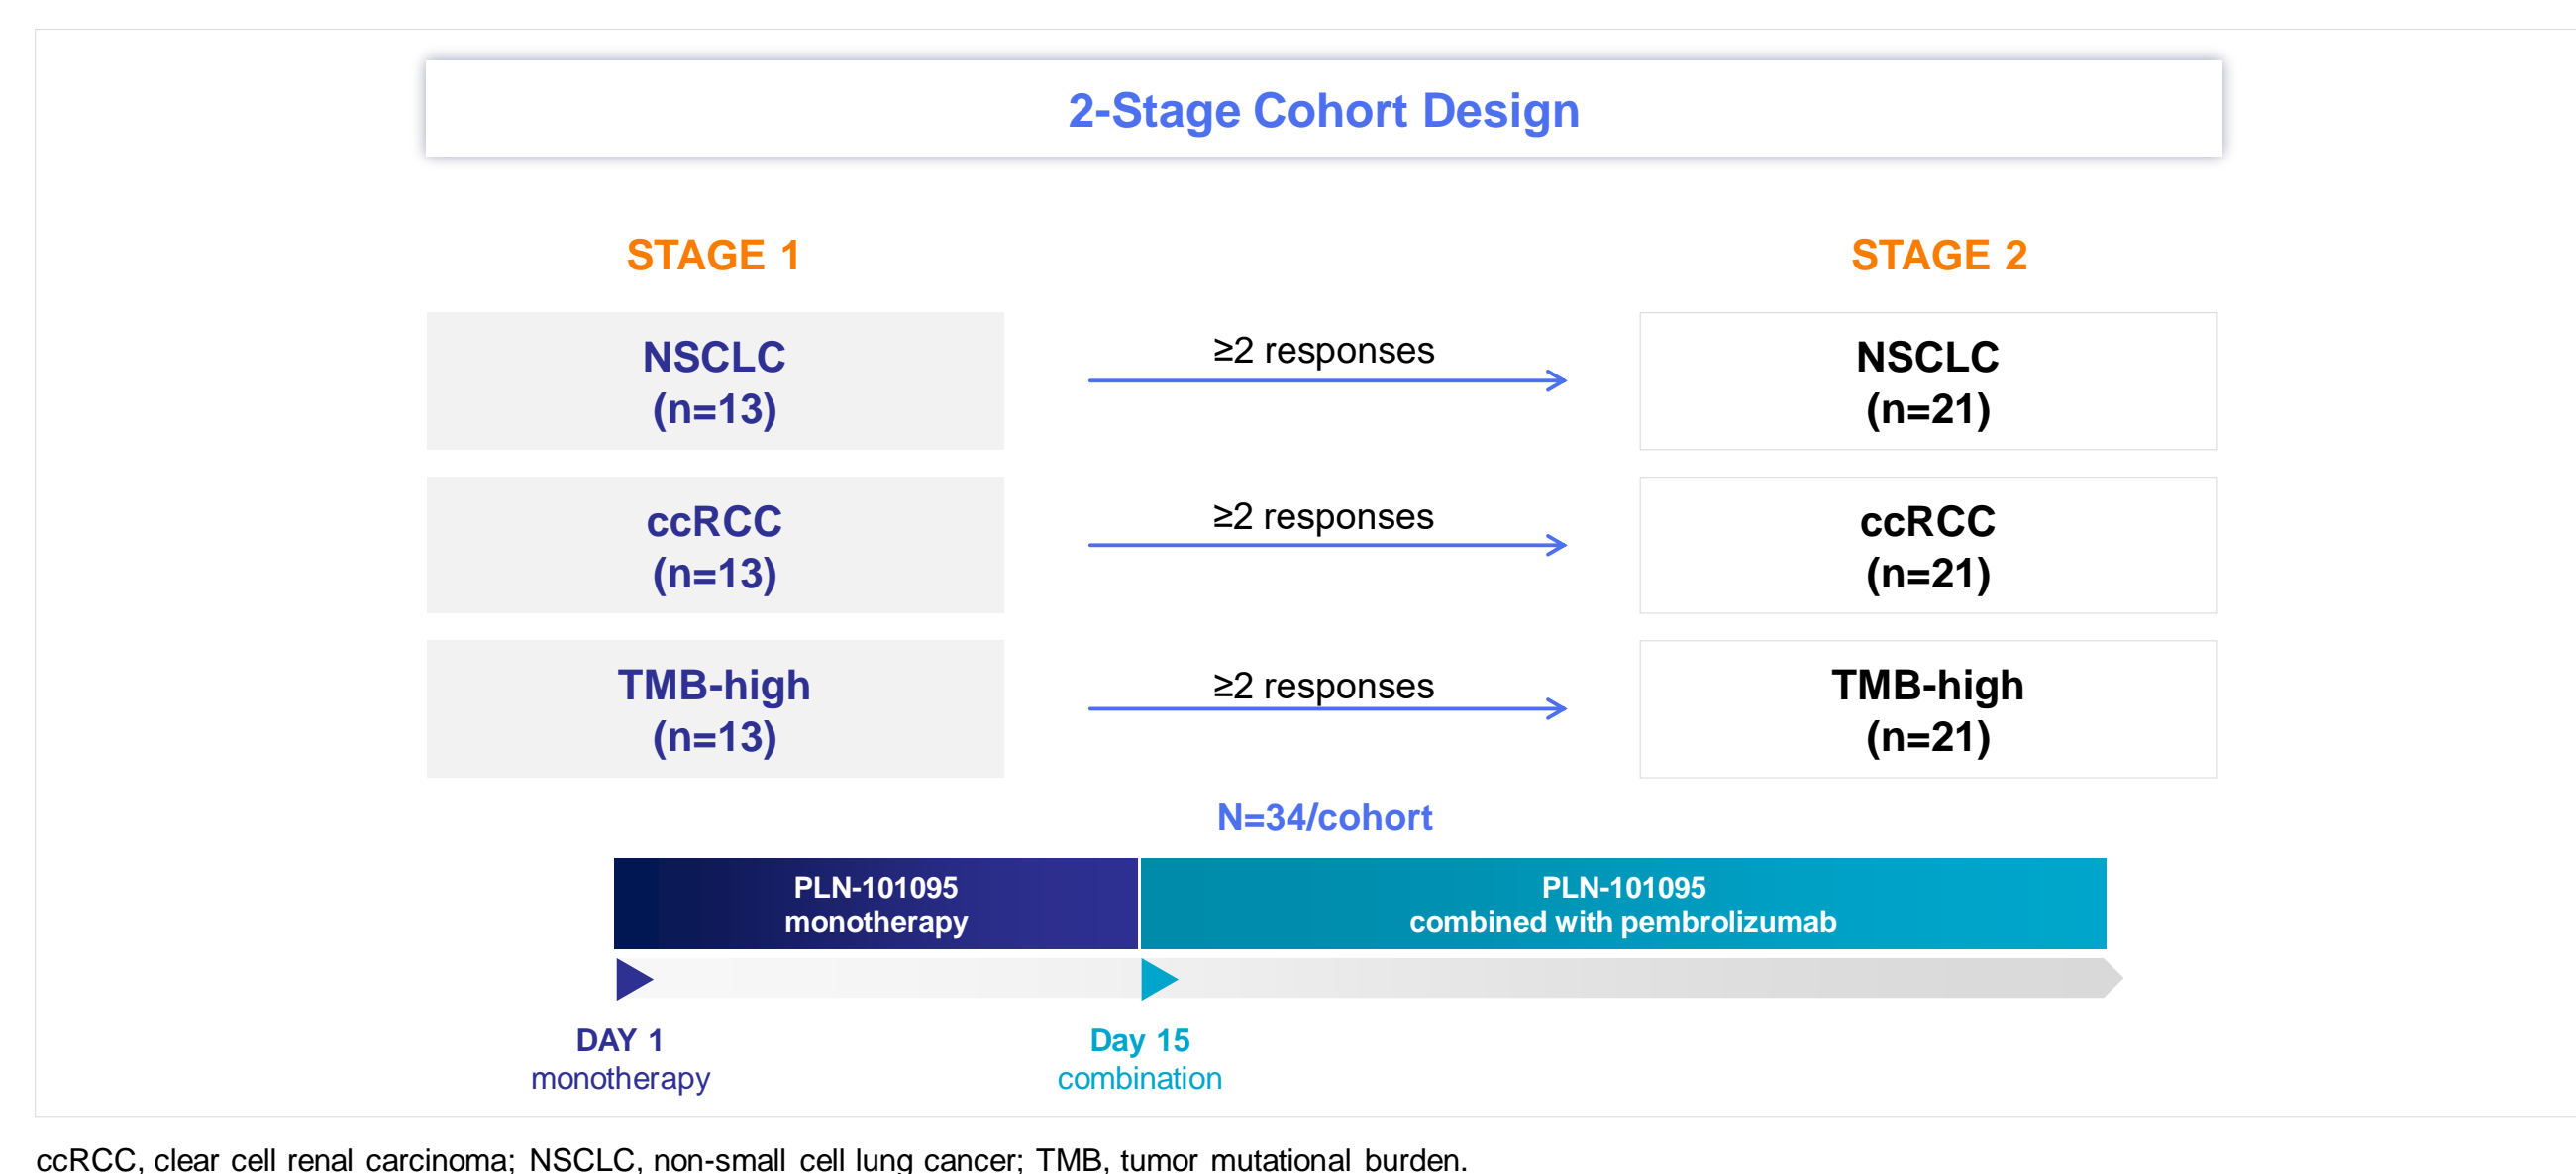 2-Stage Cohort Design
STAGE 1
STAGE 2
NSCLC
(n=13)
≥2 responses
NSCLC
(n=21)
ccRCC
(n=13)
≥2 responses
ccRCC
(n=21)
TMB-high
(n=13)
≥2 responses
TMB-high
(n=21)
N=34/cohort
PLN-101095
monotherapy
PLN-101095
combined with pembrolizumab
DAY 1
monotherapy
Day 15
combination
ccRCC, clear cell renal carcinoma; NSCLC, non-small cell lung cancer; TMB, tumor mutational burden.